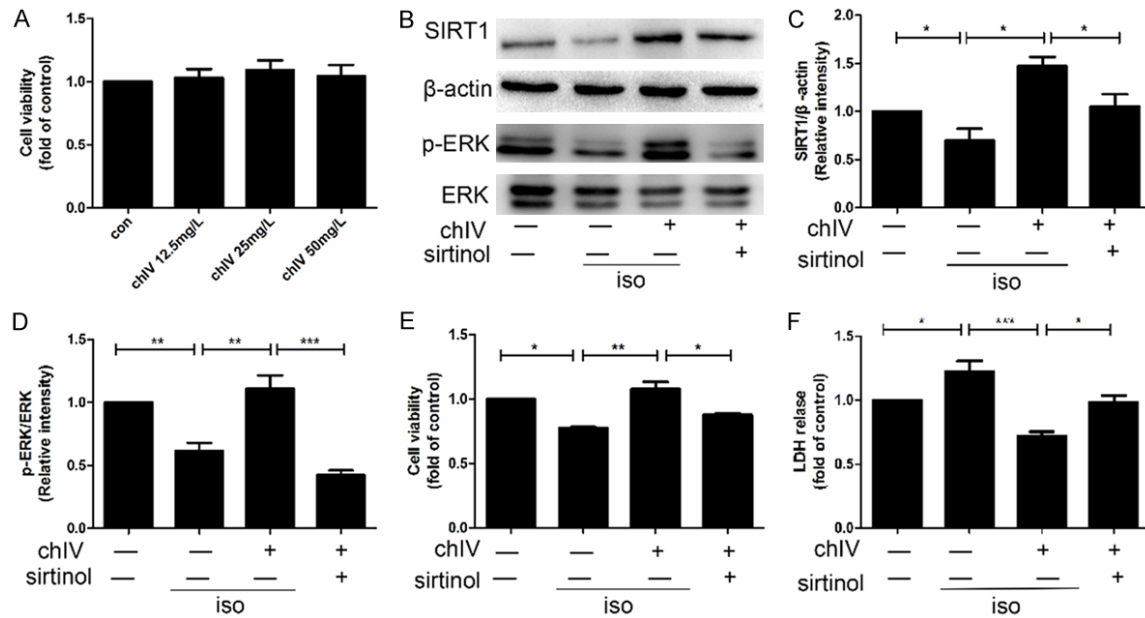 A
Cell viability
(fold of control)
1.5
1.0
0.5
0.0
con
chIV 12.5mg/L
chIV 25mg/L
chIV 50mg/L
B
SIRT1
β-actin
p-ERK
ERK
chIV — — + +
sirtinol — — — +
iso
C
SIRT1/β -actin
(Relative intensity)
1.5
1.0
0.5
0.0
* * *
chIV — — + +
sirtinol — — — +
iso
D
p-ERK/ERK
(Relative intensity)
1.5
1.0
0.5
0.0
** ** ***
chIV — — + +
sirtinol — — — +
iso
E
Cell viability
(fold of control)
1.5
1.0
0.5
0.0
* ** *
chIV — — + +
sirtinol — — — +
iso
F
LDH relase
(fold of control)
1.5
1.0
0.5
0.0
* *** *
chIV — — + +
sirtinol — — — +
iso